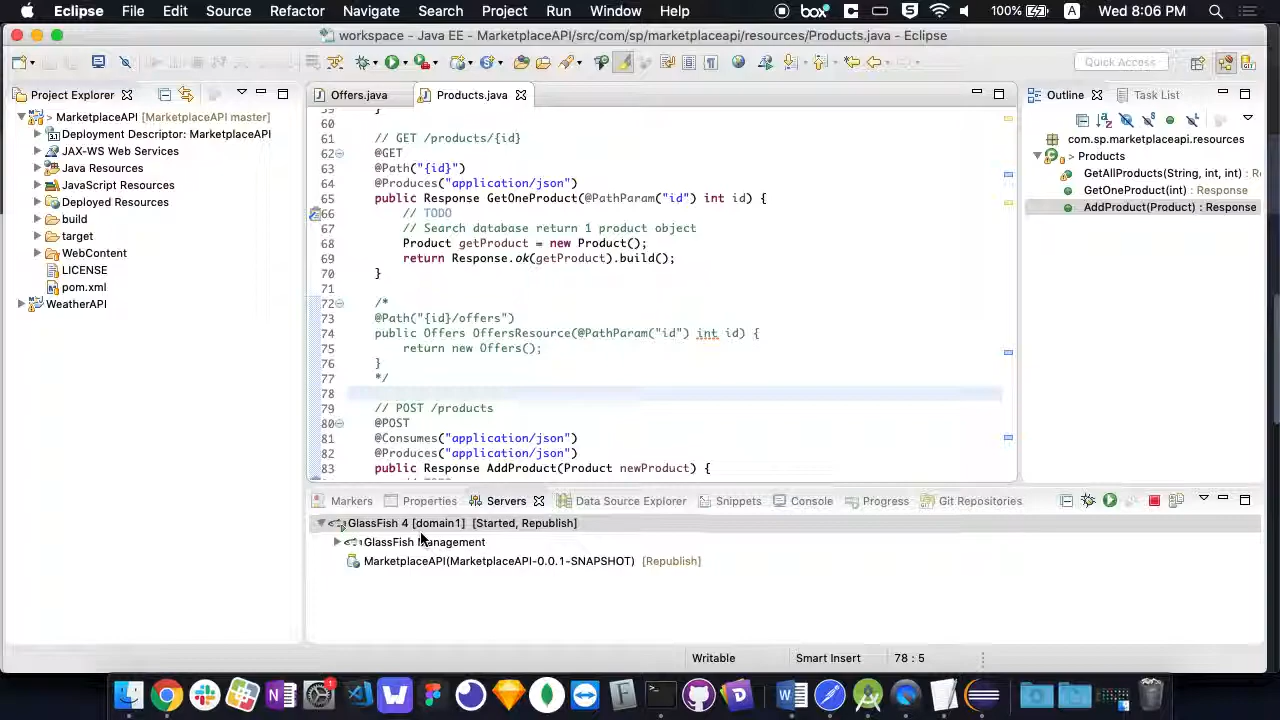 Eclipse File Edit Source Refactor Navigate Search Project Run Window Help box 5 100% A Wed 8:06 PM
workspace - Java EE - MarketplaceAPI/src/com/sp/marketplaceapi/resources/Products.java - Eclipse
Quick Access
Project Explorer
> MarketplaceAPI [MarketplaceAPI master]
Deployment Descriptor: MarketplaceAPI
JAX-WS Web Services
Java Resources
JavaScript Resources
Deployed Resources
build
target
WebContent
LICENSE
pom.xml
WeatherAPI
Offers.java Products.java
59 }
60
61 // GET /products/{id}
62 @GET
63 @Path("{id}")
64 @Produces("application/json")
65 public Response GetOneProduct(@PathParam("id") int id) {
66 // TODO
67 // Search database return 1 product object
68 Product getProduct = new Product();
69 return Response.ok(getProduct).build();
70 }
71
72 /*
73 @Path("{id}/offers")
74 public Offers OffersResource(@PathParam("id") int id) {
75 return new Offers();
76 }
77 */
78
79 // POST /products
80 @POST
81 @Consumes("application/json")
82 @Produces("application/json")
83 public Response AddProduct(Product newProduct) {
Outline Task List
com.sp.marketplaceapi.resources
> Products
GetAllProducts(String, int, int) : R
GetOneProduct(int) : Response
AddProduct(Product) : Response
Markers Properties Servers Data Source Explorer Snippets Console Progress Git Repositories
GlassFish 4 [domain1] [Started, Republish]
GlassFish Management
MarketplaceAPI(MarketplaceAPI-0.0.1-SNAPSHOT) [Republish]
Writable Smart Insert 78 : 5